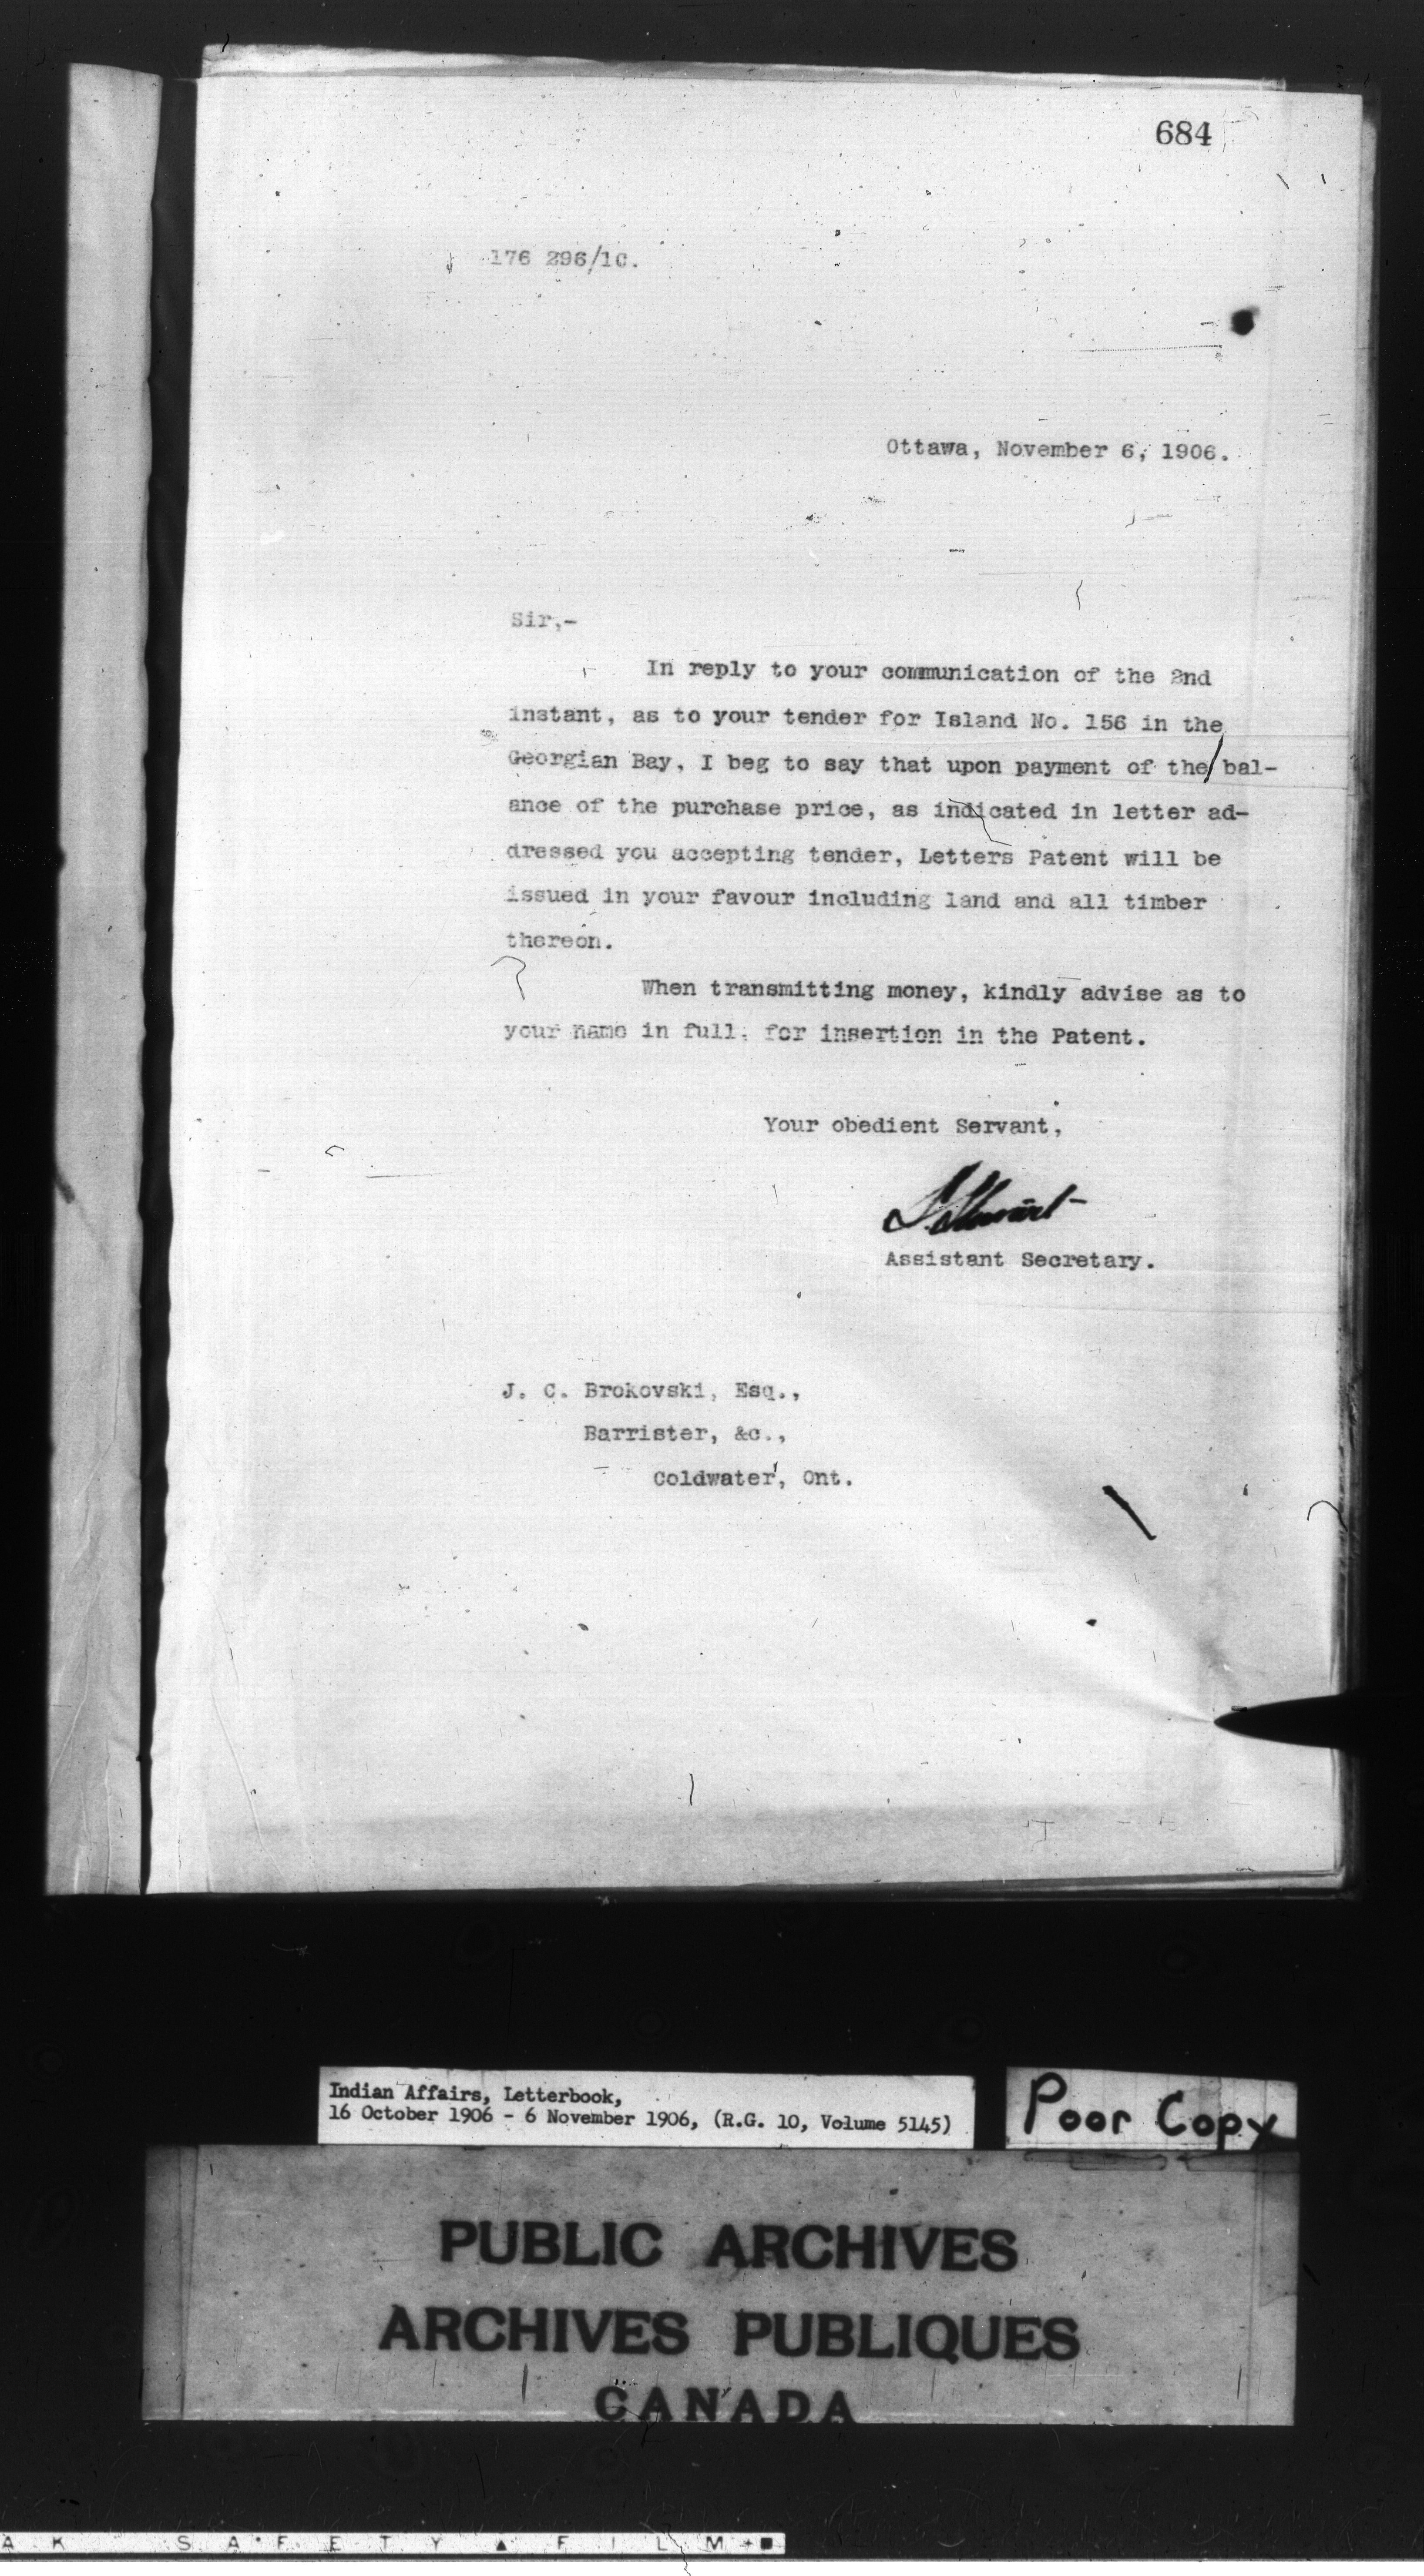 684
176 296/10.
Ottawa, November 6, 1906.
Sir,-
In reply to your communication of the 2nd
instant, as to your tender for Island No. 156 in the
Georgian Bay, I beg to say that upon payment of the/bal-
ance of the purchase price, as indicated in letter ad-
dressed you accepting tender, Letters Patent will be
issued in your favour including land and all timber
thereon.
When transmitting money, kindly advise as to
your name in full, for insertion in the Patent.
Your obedient Servant,
S. Stewart
Assistant Secretary.
J. C. Brokovski, Esq.,
Barrister, &c.,
Coldwater, Ont.
Indian Affairs, Letterbook,
16 October 1906 - 6 November 1906, (R.G. 10, Volume 5145)
Poor Copy
PUBLIC ARCHIVES
ARCHIVES PUBLIQUES
CANADA
A K SAFETY ▲ FILM + ■